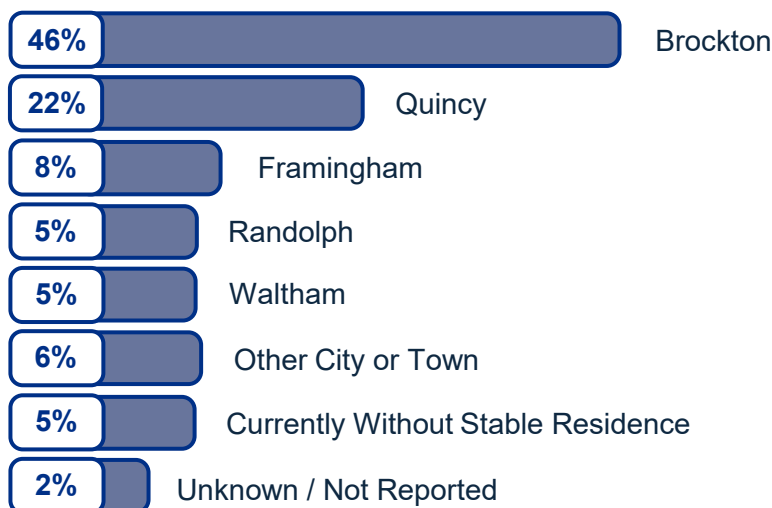 46% Brockton
22% Quincy
8% Framingham
5% Randolph
5% Waltham
6% Other City or Town
5% Currently Without Stable Residence
2% Unknown / Not Reported